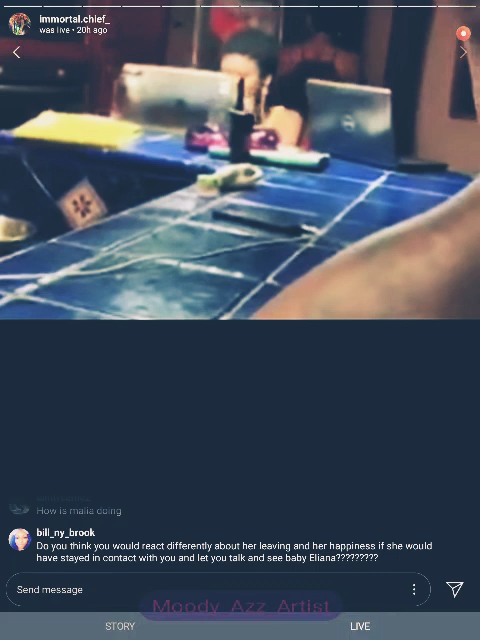 immortal.chief_
was live • 20h ago
How is malia doing
bill_ny_brook
Do you think you would react differently about her leaving and her happiness if she would
have stayed in contact with you and let you talk and see baby Eliana?????????
Send message
Moody Azz Artist
STORY
LIVE